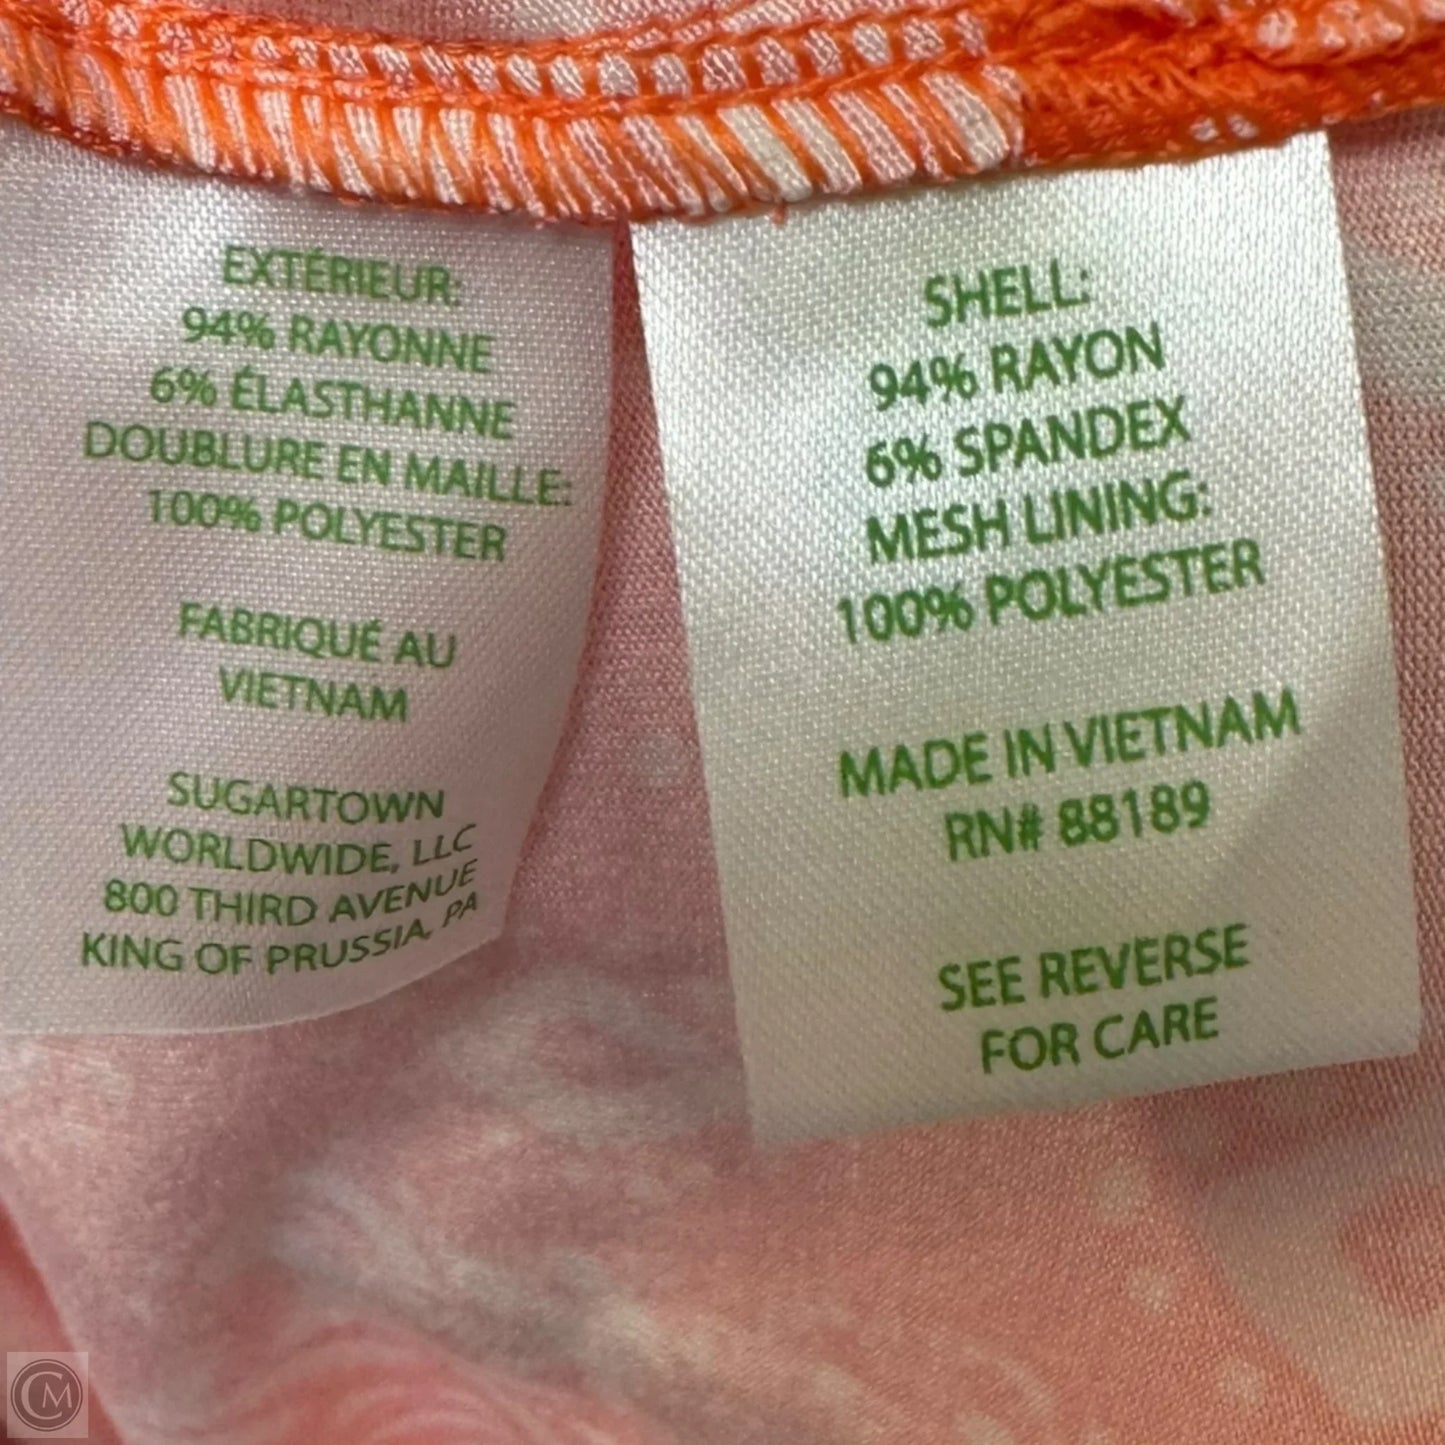 EXTÉRIEUR:
94% RAYONNE
6% ÉLASTHANNE
DOUBLURE EN MAILLE:
100% POLYESTER
FABRIQUÉ AU
VIETNAM
SUGARTOWN
WORLDWIDE, LLC
800 THIRD AVENUE
KING OF PRUSSIA, PA
SHELL:
94% RAYON
6% SPANDEX
MESH LINING:
100% POLYESTER
MADE IN VIETNAM
RN# 88189
SEE REVERSE
FOR CARE
CM